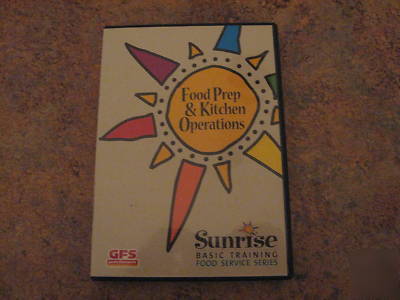 Food Prep
& Kitchen
Operations
Sunrise
BASIC TRAINING
FOOD SERVICE SERIES
GFS